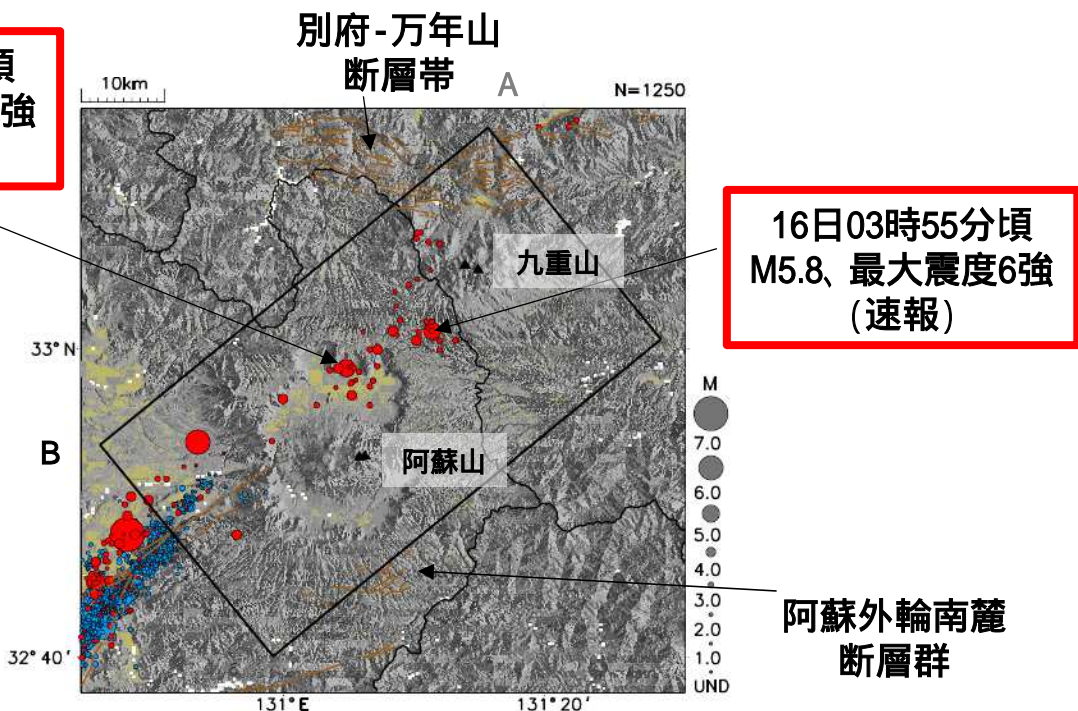 別府-万年山
断層帯
頃
強
10km
A
N=1250
九重山
16日03時55分頃
M5.8、最大震度6強
(速報)
33°N
B
阿蘇山
M
7.0
6.0
5.0
4.0
3.0
2.0
1.0
UND
阿蘇外輪南麓
断層群
32°40′
131°E
131°20′